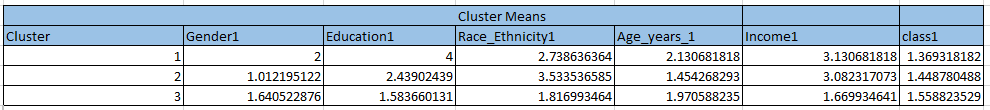 Cluster Means
Cluster Gender1 Education1 Race_Ethnicity1 Age_years_1 Income1 class1
1 2 4 2.738636364 2.130681818 3.130681818 1.369318182
2 1.012195122 2.43902439 3.533536585 1.454268293 3.082317073 1.448780488
3 1.640522876 1.583660131 1.816993464 1.970588235 1.669934641 1.558823529